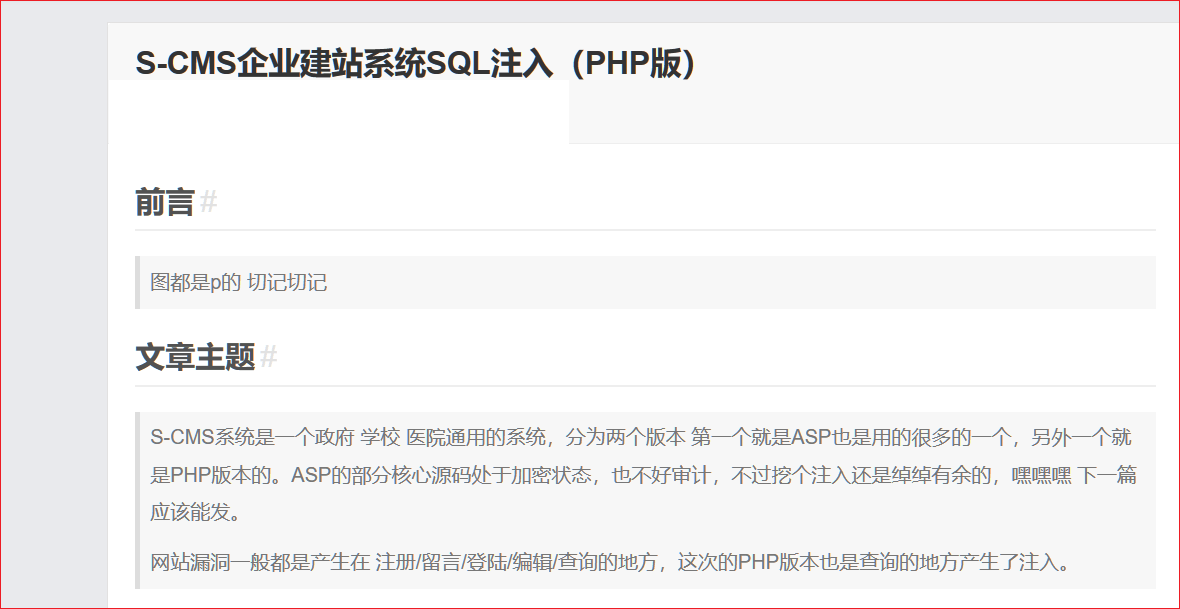 S-CMS企业建站系统SQL注入（PHP版）
前言#
图都是p的 切记切记
文章主题#
S-CMS系统是一个政府 学校 医院通用的系统，分为两个版本 第一个就是ASP也是用的很多的一个，另外一个就
是PHP版本的。ASP的部分核心源码处于加密状态，也不好审计，不过挖个注入还是绰绰有余的，嘿嘿嘿 下一篇
应该能发。
网站漏洞一般都是产生在 注册/留言/登陆/编辑/查询的地方，这次的PHP版本也是查询的地方产生了注入。